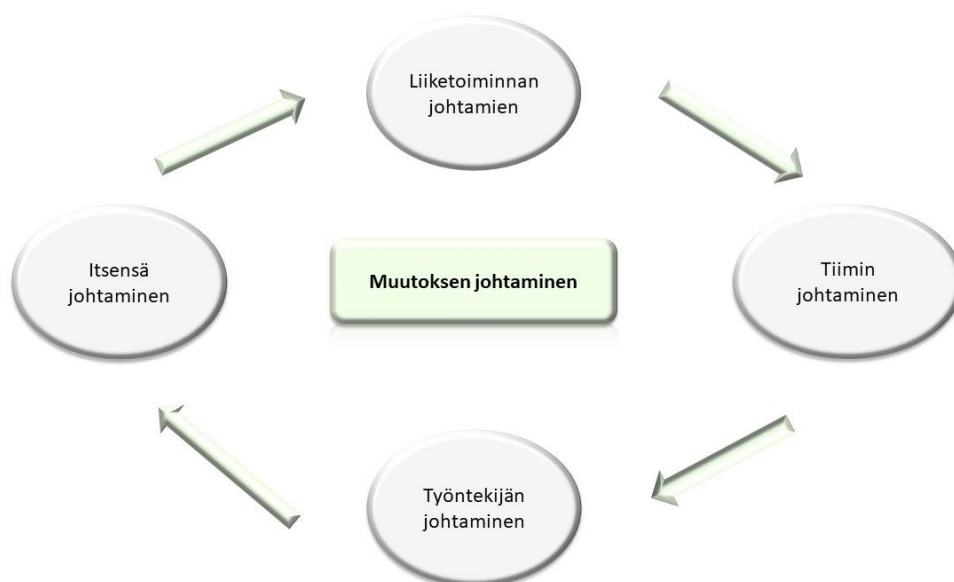 Liiketoiminnan
johtamien
Itsensä
johtaminen
Muutoksen johtaminen
Tiimin
johtaminen
Työntekijän
johtaminen